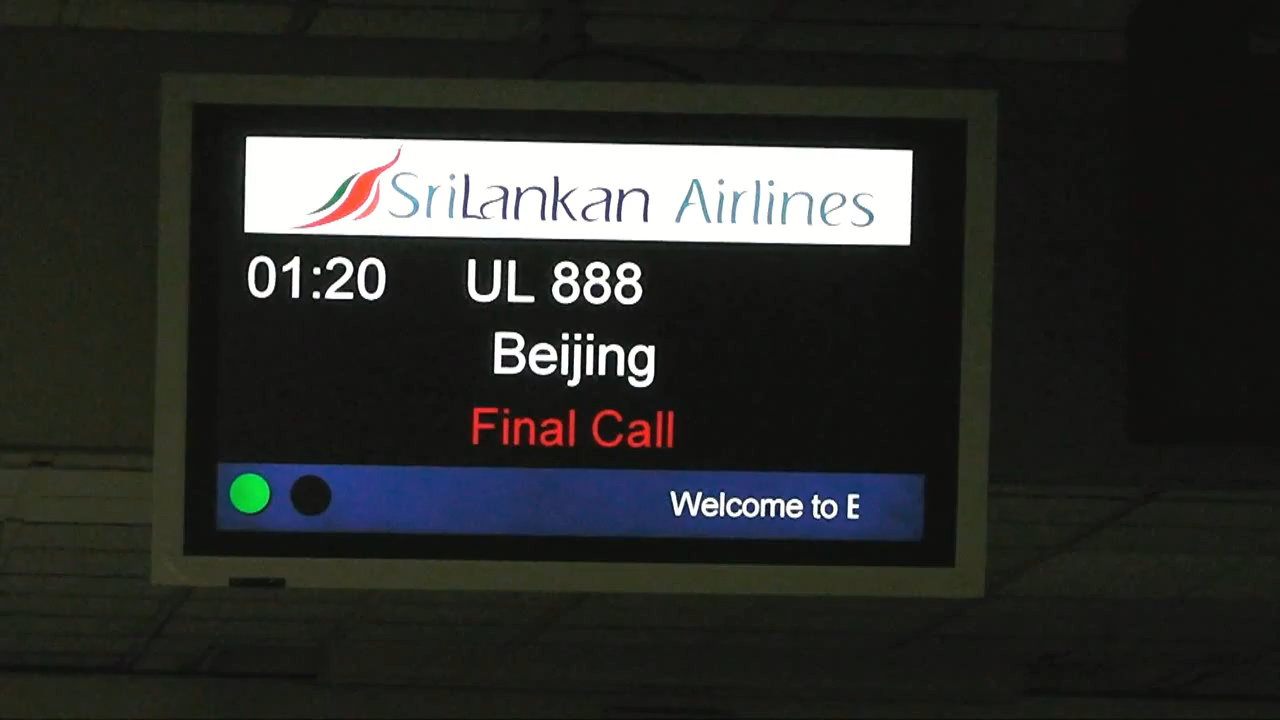 SriLankan Airlines
01:20 UL 888
Beijing
Final Call
Welcome to